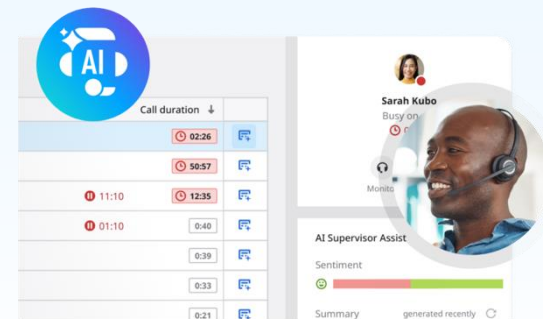 AI
Call duration ↓
02:26
50:57
11:10 12:35
01:10 0:40
0:39
0:33
0:21
Sarah Kubo
Busy on
AI Supervisor Assist
Sentiment
Summary generated recently